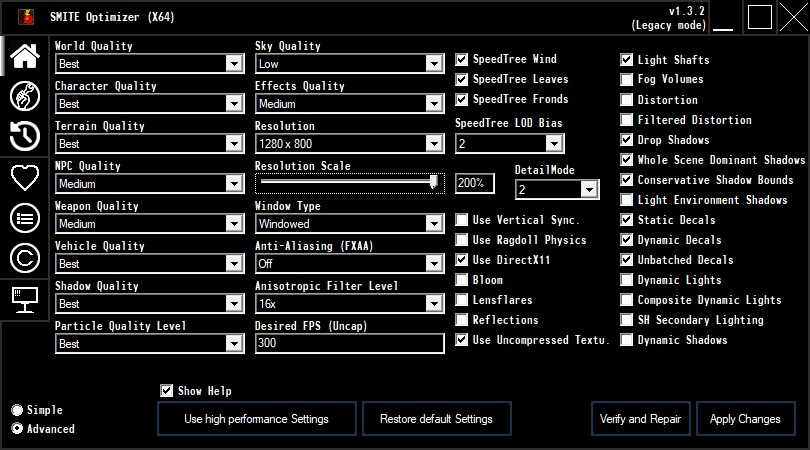 SMITE Optimizer (X64)
v1.3.2
(Legacy mode)
World Quality
Best
Character Quality
Best
Terrain Quality
Best
NPC Quality
Medium
Weapon Quality
Medium
Vehicle Quality
Best
Shadow Quality
Best
Particle Quality Level
Best
Sky Quality
Low
Effects Quality
Medium
Resolution
1280 x 800
Resolution Scale
200%
Window Type
Windowed
Anti-Aliasing (FXAA)
Off
Anisotropic Filter Level
16x
Desired FPS (Uncap)
300
SpeedTree Wind
SpeedTree Leaves
SpeedTree Fronds
SpeedTree LOD Bias
2
DetailMode
2
Use Vertical Sync.
Use Ragdoll Physics
Use DirectX11
Bloom
Lensflares
Reflections
Use Uncompressed Textu.
Light Shafts
Fog Volumes
Distortion
Filtered Distortion
Drop Shadows
Whole Scene Dominant Shadows
Conservative Shadow Bounds
Light Environment Shadows
Static Decals
Dynamic Decals
Unbatched Decals
Dynamic Lights
Composite Dynamic Lights
SH Secondary Lighting
Dynamic Shadows
Show Help
Simple
Advanced
Use high performance Settings
Restore default Settings
Verify and Repair
Apply Changes